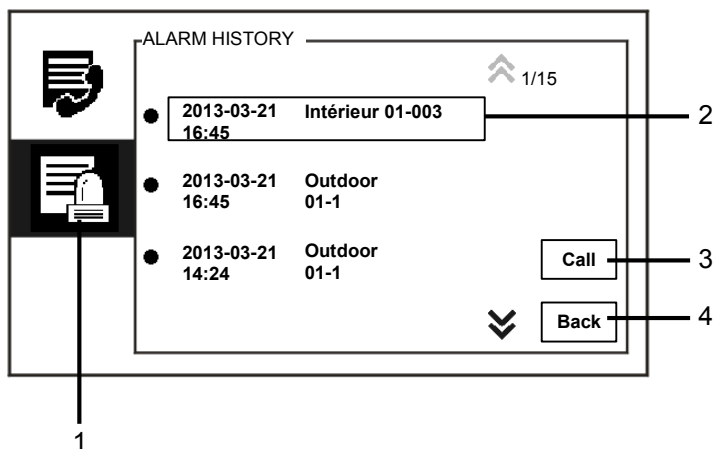 ALARM HISTORY
1/15
2013-03-21 Intérieur 01-003
16:45
2
2013-03-21 Outdoor
16:45 01-1
2013-03-21 Outdoor
14:24 01-1
Call
3
Back
4
1